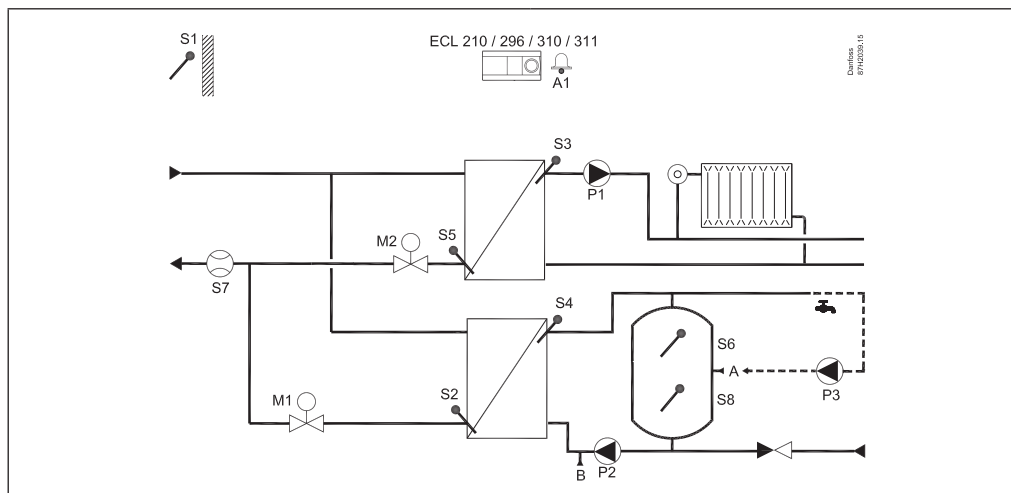 S1
ECL 210 / 296 / 310 / 311
A1
Danfoss
87H2039.15
S3
P1
M2
S5
S7
S4
S6
A
S8
P3
M1
S2
P2
B